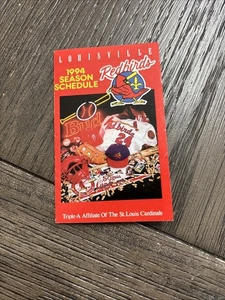 LOUISVILLE
Redbirds
1994
SEASON
SCHEDULE
Triple-A Affiliate Of The St. Louis Cardinals